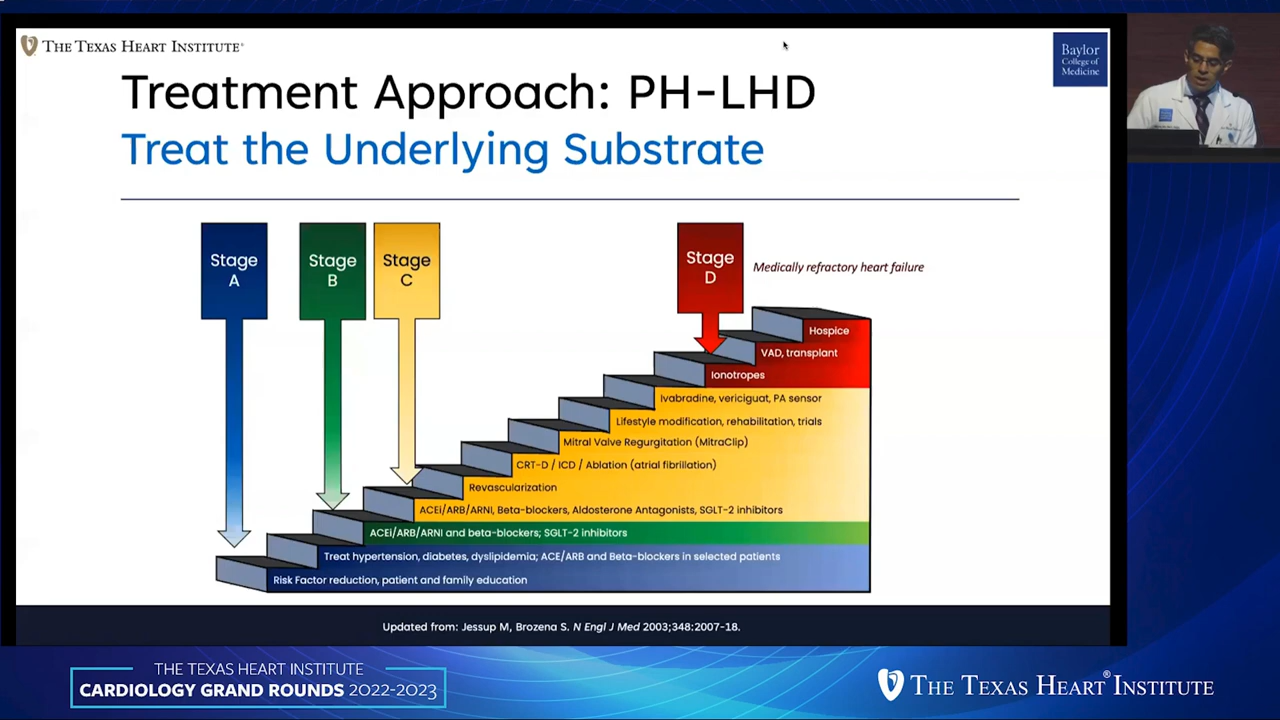 THE TEXAS HEART INSTITUTE®
Baylor
College of
Medicine
Treatment Approach: PH-LHD
Treat the Underlying Substrate
Stage
A
Stage
B
Stage
C
Stage
D
Medically refractory heart failure
Hospice
VAD, transplant
Ionotropes
Ivabradine, vericiguat, PA sensor
Lifestyle modification, rehabilitation, trials
Mitral Valve Regurgitation (MitraClip)
CRT-D / ICD / Ablation (atrial fibrillation)
Revascularization
ACEi/ARB/ARNI, Beta-blockers, Aldosterone Antagonists, SGLT-2 inhibitors
ACEi/ARB/ARNI and beta-blockers; SGLT-2 inhibitors
Treat hypertension, diabetes, dyslipidemia; ACE/ARB and Beta-blockers in selected patients
Risk Factor reduction, patient and family education
Updated from: Jessup M, Brozena S. N Engl J Med 2003;348:2007-18.
THE TEXAS HEART INSTITUTE
CARDIOLOGY GRAND ROUNDS 2022-2023
THE TEXAS HEART® INSTITUTE